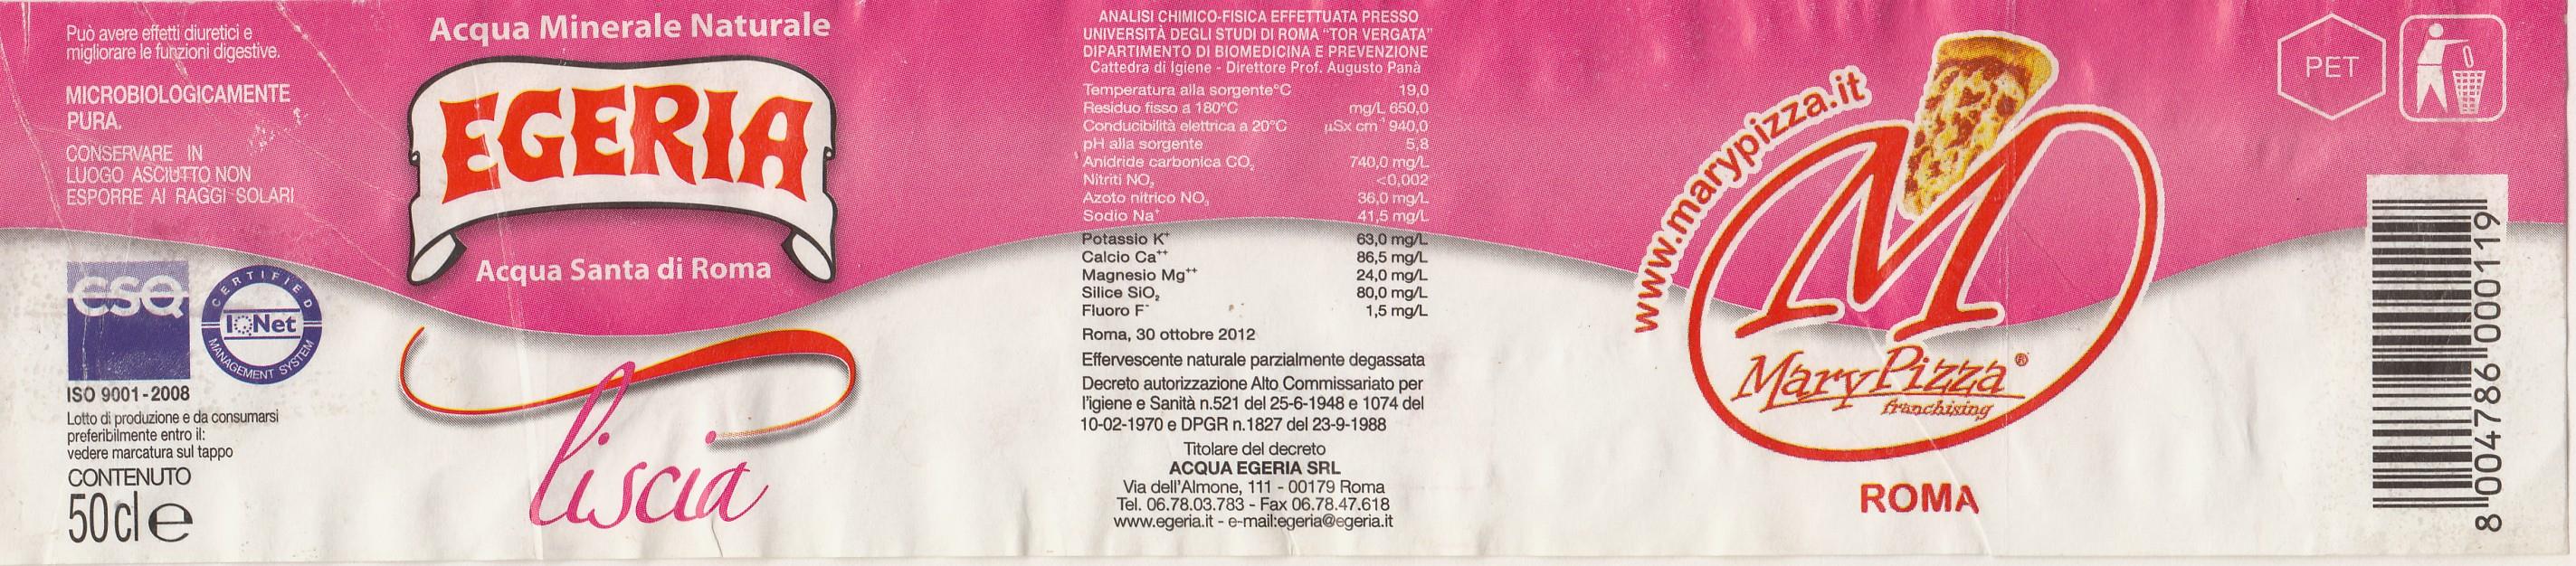 Può avere effetti diuretici e
migliorare le funzioni digestive.
MICROBIOLOGICAMENTE
PURA.
CONSERVARE IN
LUOGO ASCIUTTO NON
ESPORRE AI RAGGI SOLARI
CSQ
CERTIFIED
IQNet
MANAGEMENT SYSTEM
ISO 9001-2008
Lotto di produzione e da consumarsi
preferibilmente entro il:
vedere marcatura sul tappo
CONTENUTO
50cl e
Acqua Minerale Naturale
EGERIA
Acqua Santa di Roma
liscia
ANALISI CHIMICO-FISICA EFFETTUATA PRESSO
UNIVERSITÀ DEGLI STUDI DI ROMA "TOR VERGATA"
DIPARTIMENTO DI BIOMEDICINA E PREVENZIONE
Cattedra di Igiene - Direttore Prof. Augusto Panà
Temperatura alla sorgente°C 19,0
Residuo fisso a 180°C mg/L 650,0
Conducibilità elettrica a 20°C µSx cm⁻¹ 940,0
pH alla sorgente 5,8
Anidride carbonica CO₂ 740,0 mg/L
Nitriti NO₂ <0,002
Azoto nitrico NO₃ 36,0 mg/L
Sodio Na⁺ 41,5 mg/L
Potassio K⁺ 63,0 mg/L
Calcio Ca⁺⁺ 86,5 mg/L
Magnesio Mg⁺⁺ 24,0 mg/L
Silice SiO₂ 80,0 mg/L
Fluoro F⁻ 1,5 mg/L
Roma, 30 ottobre 2012
Effervescente naturale parzialmente degassata
Decreto autorizzazione Alto Commissariato per
l'igiene e Sanità n.521 del 25-6-1948 e 1074 del
10-02-1970 e DPGR n.1827 del 23-9-1988
Titolare del decreto
ACQUA EGERIA SRL
Via dell'Almone, 111 - 00179 Roma
Tel. 06.78.03.783 - Fax 06.78.47.618
www.egeria.it - e-mail:egeria@egeria.it
www.marypizza.it
M
Mary Pizza®
franchising
ROMA
PET
8 004786 000119